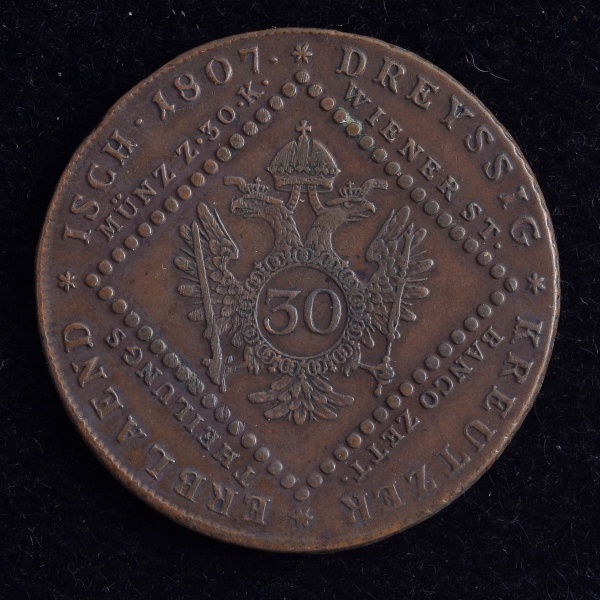 DREYSSIG * KREUTZER * ERBLAEND * ISCH · 1807 · *
WIENER ST.
BANCO ZETT.
THEILUNGS
MÜNZ Z · 30 · K.
30